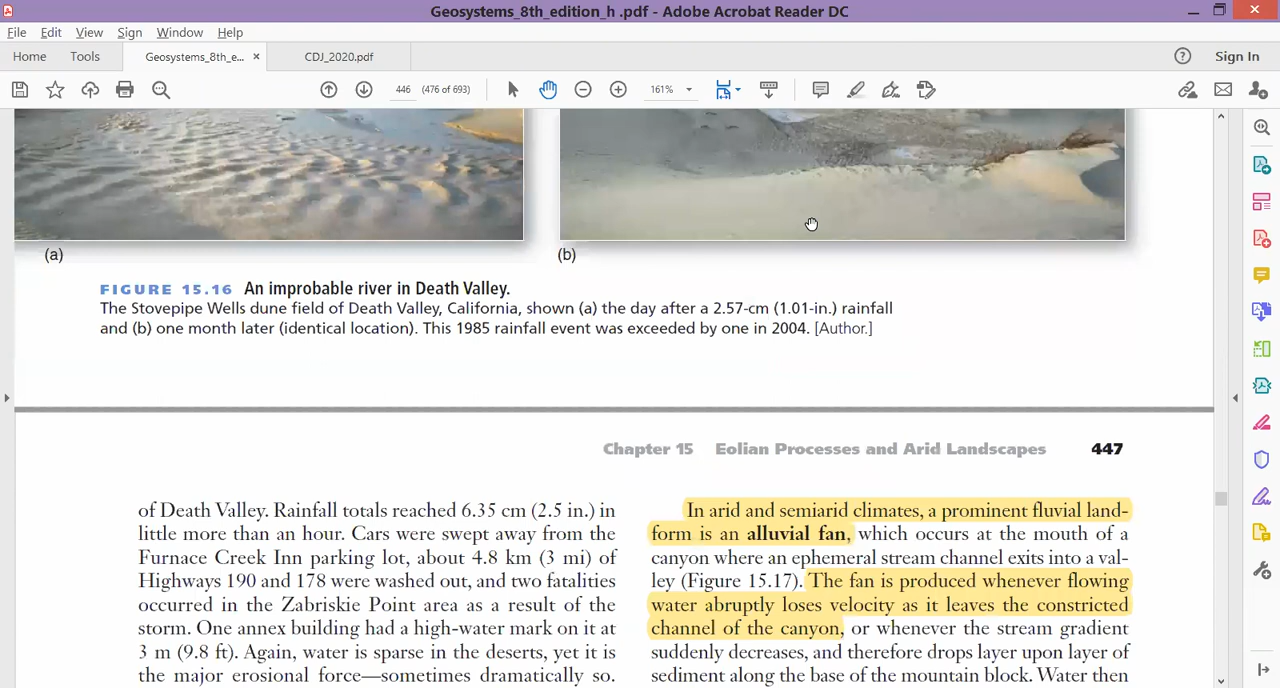 Geosystems_8th_edition_h .pdf - Adobe Acrobat Reader DC
File Edit View Sign Window Help
Home Tools Geosystems_8th_e... × CDJ_2020.pdf Sign In
446 (476 of 693) 161%
(a) (b)
FIGURE 15.16 An improbable river in Death Valley.
The Stovepipe Wells dune field of Death Valley, California, shown (a) the day after a 2.57-cm (1.01-in.) rainfall
and (b) one month later (identical location). This 1985 rainfall event was exceeded by one in 2004. [Author.]
Chapter 15 Eolian Processes and Arid Landscapes 447
of Death Valley. Rainfall totals reached 6.35 cm (2.5 in.) in
little more than an hour. Cars were swept away from the
Furnace Creek Inn parking lot, about 4.8 km (3 mi) of
Highways 190 and 178 were washed out, and two fatalities
occurred in the Zabriskie Point area as a result of the
storm. One annex building had a high-water mark on it at
3 m (9.8 ft). Again, water is sparse in the deserts, yet it is
the major erosional force—sometimes dramatically so.
In arid and semiarid climates, a prominent fluvial land-
form is an alluvial fan, which occurs at the mouth of a
canyon where an ephemeral stream channel exits into a val-
ley (Figure 15.17). The fan is produced whenever flowing
water abruptly loses velocity as it leaves the constricted
channel of the canyon, or whenever the stream gradient
suddenly decreases, and therefore drops layer upon layer of
sediment along the base of the mountain block. Water then